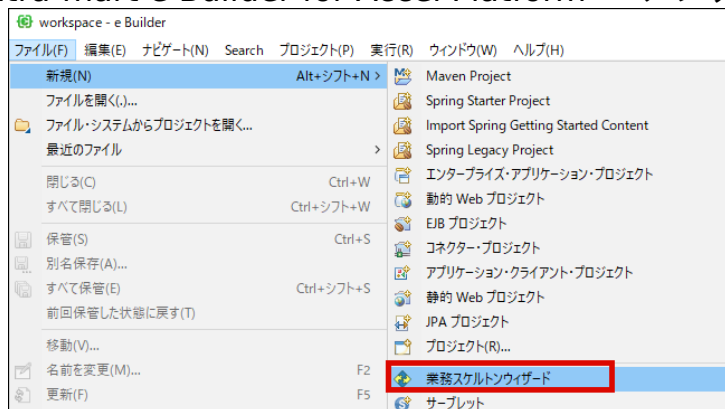 workspace - e Builder
ファイル(F) 編集(E) ナビゲート(N) Search プロジェクト(P) 実行(R) ウィンドウ(W) ヘルプ(H)
新規(N) Alt+シフト+N >
ファイルを開く(.)...
ファイル・システムからプロジェクトを開く...
最近のファイル >
閉じる(C) Ctrl+W
すべて閉じる(L) Ctrl+シフト+W
保管(S) Ctrl+S
別名保存(A)...
すべて保管(E) Ctrl+シフト+S
前回保管した状態に戻す(T)
移動(V)...
名前を変更(M)... F2
更新(F) F5
Maven Project
Spring Starter Project
Import Spring Getting Started Content
Spring Legacy Project
エンタープライズ・アプリケーション・プロジェクト
動的 Web プロジェクト
EJB プロジェクト
コネクター・プロジェクト
アプリケーション・クライアント・プロジェクト
静的 Web プロジェクト
JPA プロジェクト
プロジェクト(R)...
業務スケルトンウィザード
サーブレット